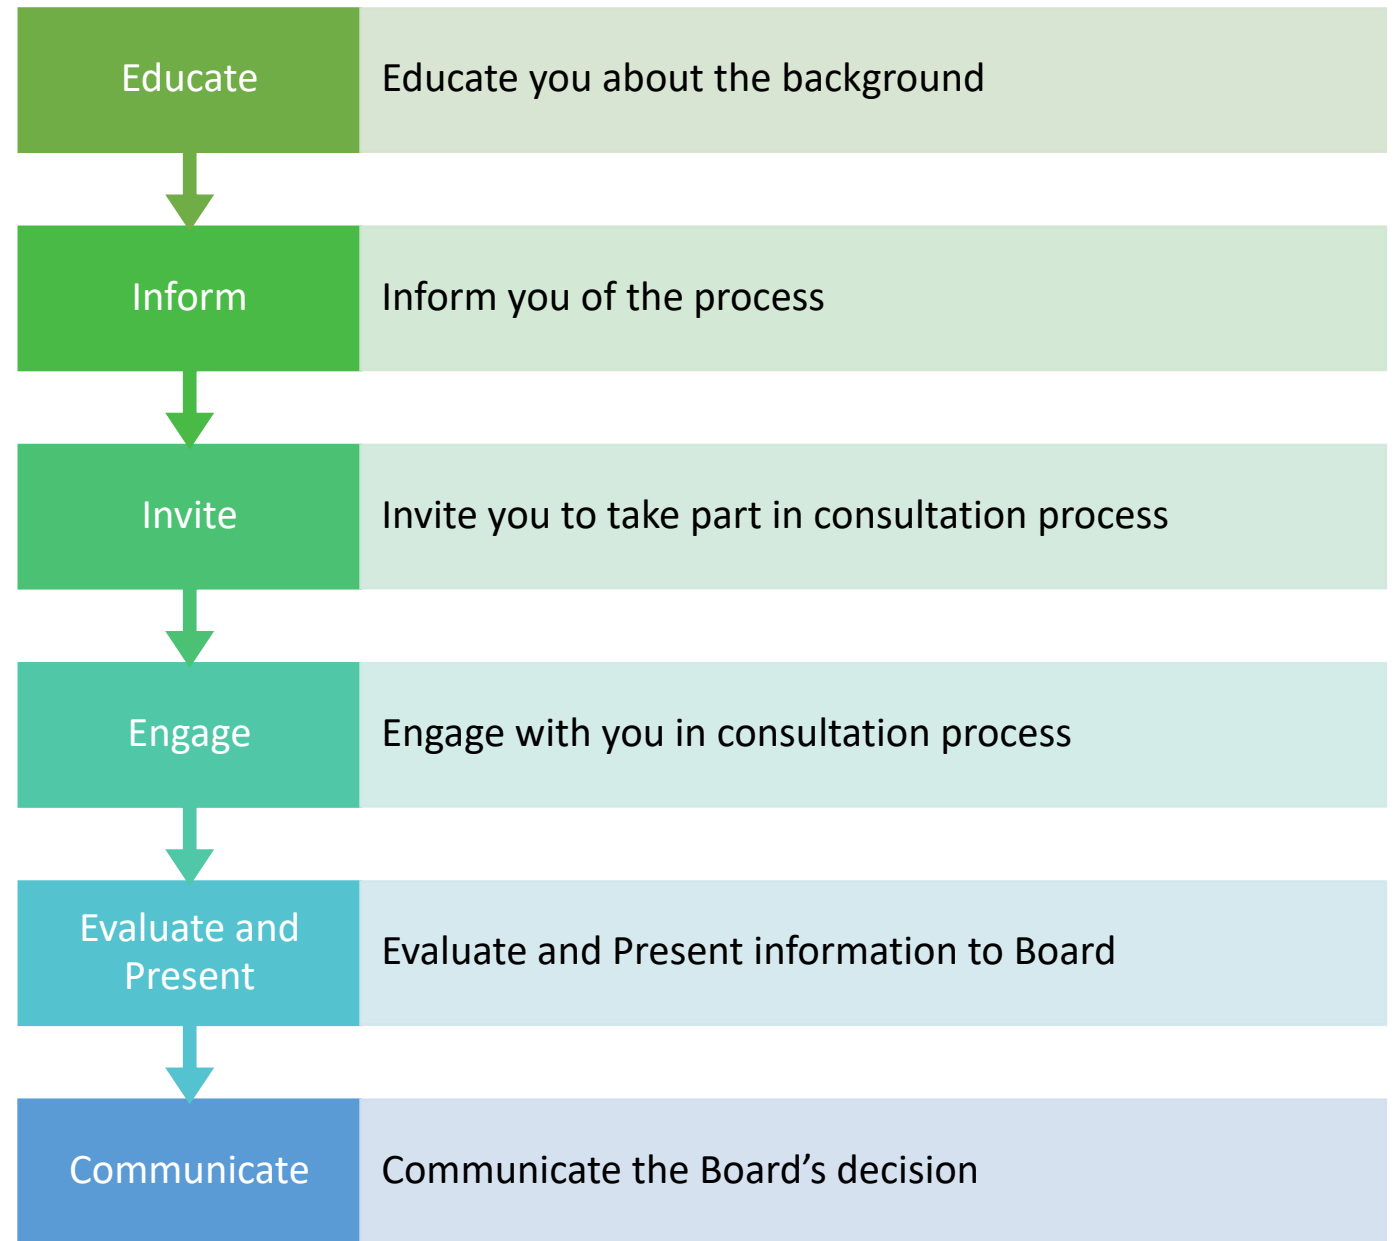 Educate
Educate you about the background
Inform
Inform you of the process
Invite
Invite you to take part in consultation process
Engage
Engage with you in consultation process
Evaluate and
Present
Evaluate and Present information to Board
Communicate
Communicate the Board’s decision